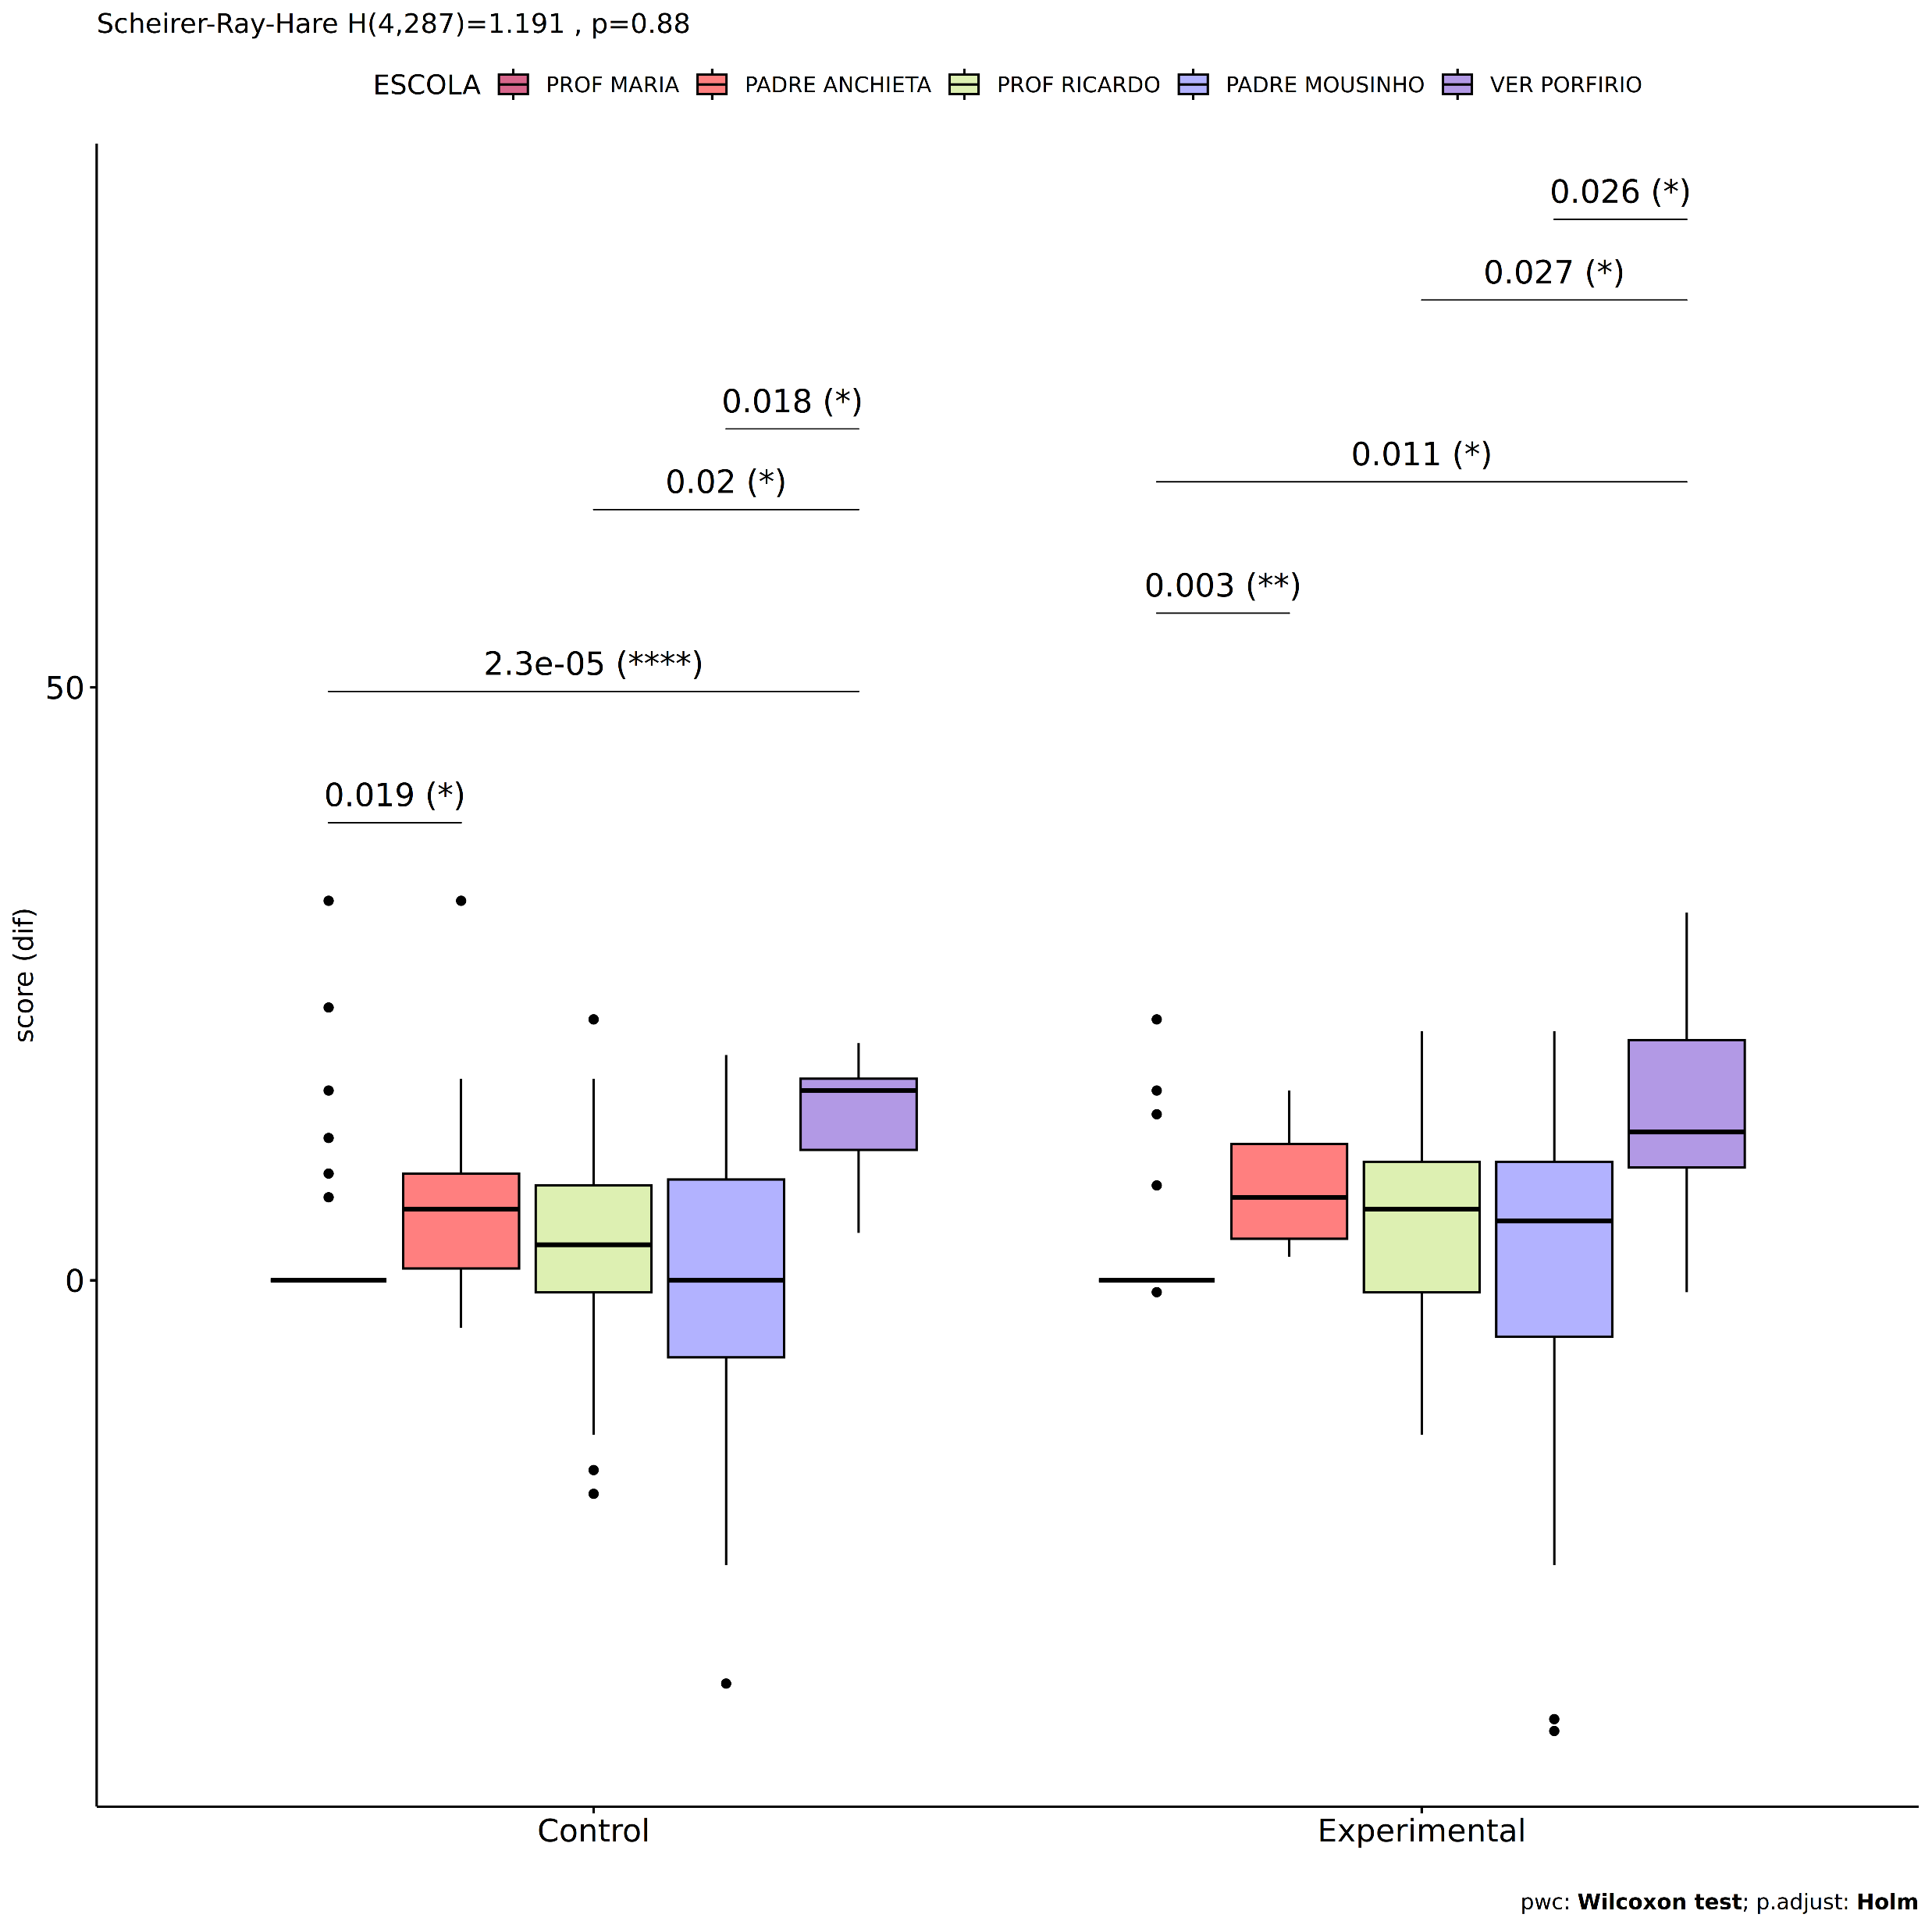 Scheirer-Ray-Hare H(4,287)=1.191 , p=0.88
ESCOLA PROF MARIA PADRE ANCHIETA PROF RICARDO PADRE MOUSINHO VER PORFIRIO
0.026 (*)
0.027 (*)
0.018 (*)
0.011 (*)
0.02 (*)
0.003 (**)
2.3e-05 (****)
50
0.019 (*)
score (dif)
0
Control Experimental
pwc: Wilcoxon test; p.adjust: Holm